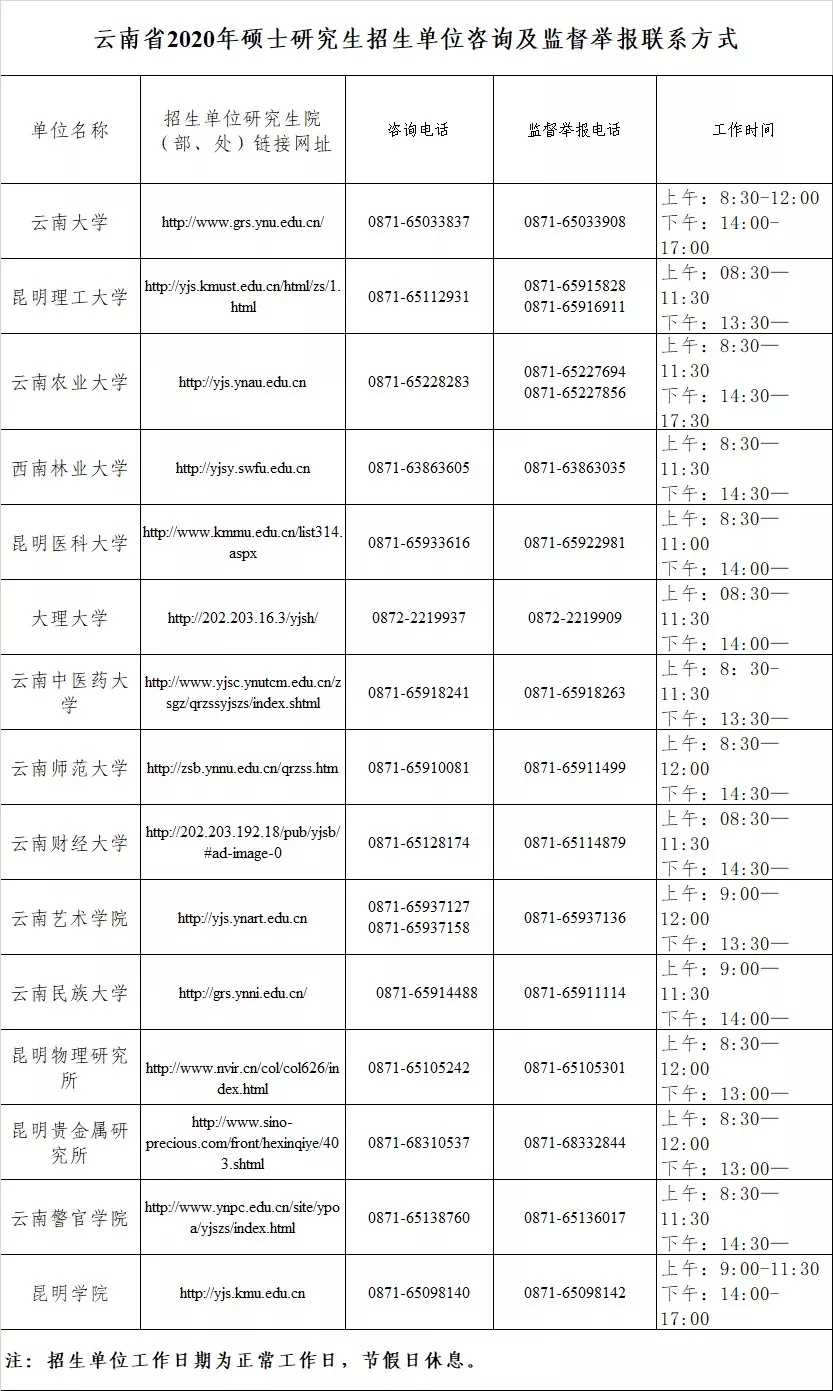 云南省2020年硕士研究生招生单位咨询及监督举报联系方式
单位名称
招生单位研究生院
（部、处）链接网址
咨询电话
监督举报电话
工作时间
云南大学
http://www.grs.ynu.edu.cn/
0871-65033837
0871-65033908
上午：8:30-12:00
下午：14:00-
17:00
昆明理工大学
http://yjs.kmust.edu.cn/html/zs/1.
html
0871-65112931
0871-65915828
0871-65916911
上午：08:30—
11:30
下午：13:30—
云南农业大学
http://yjs.ynau.edu.cn
0871-65228283
0871-65227694
0871-65227856
上午：8:30—
11:30
下午：14:30—
17:30
西南林业大学
http://yjsy.swfu.edu.cn
0871-63863605
0871-63863035
上午：8:30—
11:30
下午：14:30—
昆明医科大学
http://www.kmmu.edu.cn/list314.
aspx
0871-65933616
0871-65922981
上午：8:30—
11:00
下午：14:00—
大理大学
http://202.203.16.3/yjsh/
0872-2219937
0872-2219909
上午：08:30—
11:30
下午：14:00—
云南中医药大
学
http://www.yjsc.ynutcm.edu.cn/z
sgz/qrzssyjszs/index.shtml
0871-65918241
0871-65918263
上午：8：30-
11:30
下午：13:30—
云南师范大学
http://zsb.ynnu.edu.cn/qrzss.htm
0871-65910081
0871-65911499
上午：8:30—
12:00
下午：14:30—
云南财经大学
http://202.203.192.18/pub/yjsb/
#ad-image-0
0871-65128174
0871-65114879
上午：08:30—
11:30
下午：14:30—
云南艺术学院
http://yjs.ynart.edu.cn
0871-65937127
0871-65937158
0871-65937136
上午：9:00—
12:00
下午：13:30—
云南民族大学
http://grs.ynni.edu.cn/
0871-65914488
0871-65911114
上午：9:00—
11:30
下午：14:00—
昆明物理研究
所
http://www.nvir.cn/col/col626/in
dex.html
0871-65105242
0871-65105301
上午：8:30—
12:00
下午：13:00—
昆明贵金属研
究所
http://www.sino-
precious.com/front/hexinqiye/40
3.shtml
0871-68310537
0871-68332844
上午：8:30—
12:00
下午：13:00—
云南警官学院
http://www.ynpc.edu.cn/site/ypo
a/yjszs/index.html
0871-65138760
0871-65136017
上午：8:30—
11:30
下午：14:30—
昆明学院
http://yjs.kmu.edu.cn
0871-65098140
0871-65098142
上午：9:00-11:30
下午：14:00-
17:00
注：招生单位工作日期为正常工作日，节假日休息。